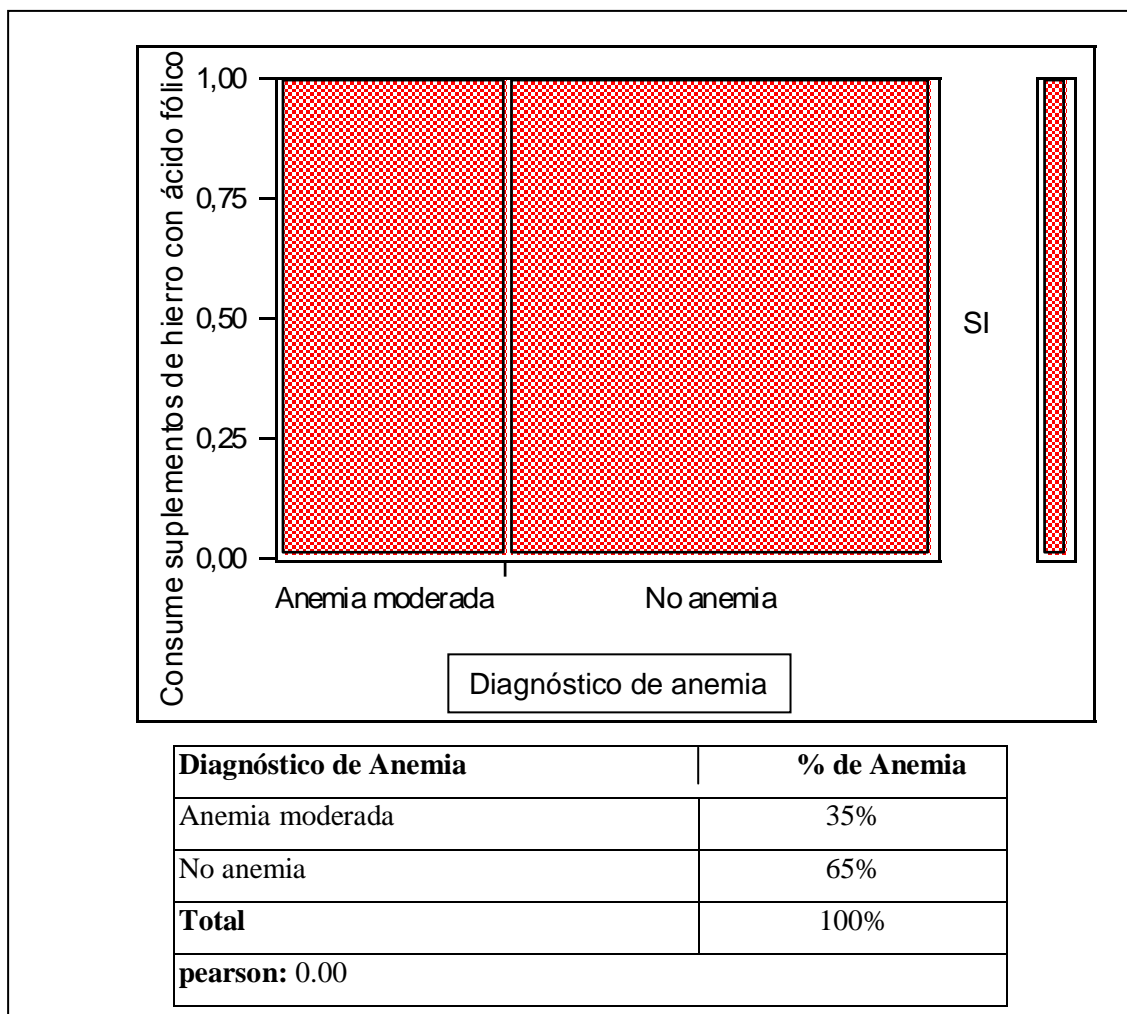 Consume suplementos de hierro con ácido fólico
1,00
0,75
0,50
0,25
0,00
SI
Anemia moderada No anemia
Diagnóstico de anemia
Diagnóstico de Anemia % de Anemia
Anemia moderada 35%
No anemia 65%
Total 100%
pearson: 0.00